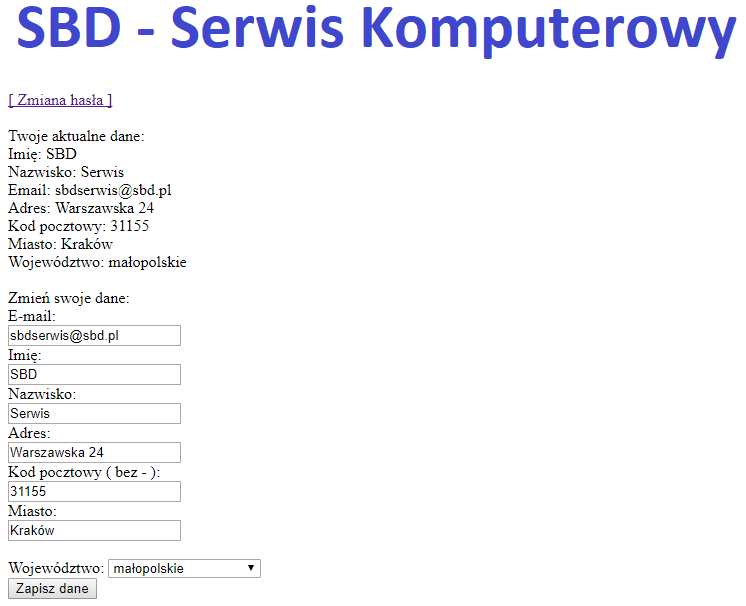 SBD - Serwis Komputerowy
[ Zmiana hasła ]
Twoje aktualne dane:
Imię: SBD
Nazwisko: Serwis
Email: sbdserwis@sbd.pl
Adres: Warszawska 24
Kod pocztowy: 31155
Miasto: Kraków
Województwo: małopolskie
Zmień swoje dane:
E-mail:
sbdserwis@sbd.pl
Imię:
SBD
Nazwisko:
Serwis
Adres:
Warszawska 24
Kod pocztowy ( bez - ):
31155
Miasto:
Kraków
Województwo: małopolskie
Zapisz dane